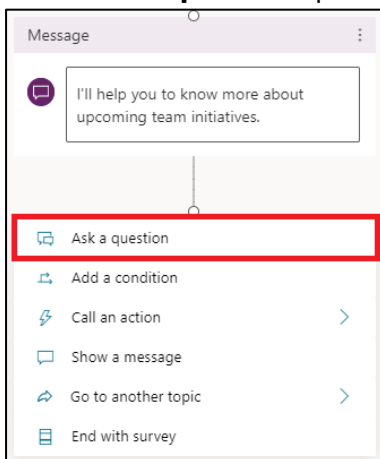 Message
I'll help you to know more about
upcoming team initiatives.
Ask a question
Add a condition
Call an action
Show a message
Go to another topic
End with survey